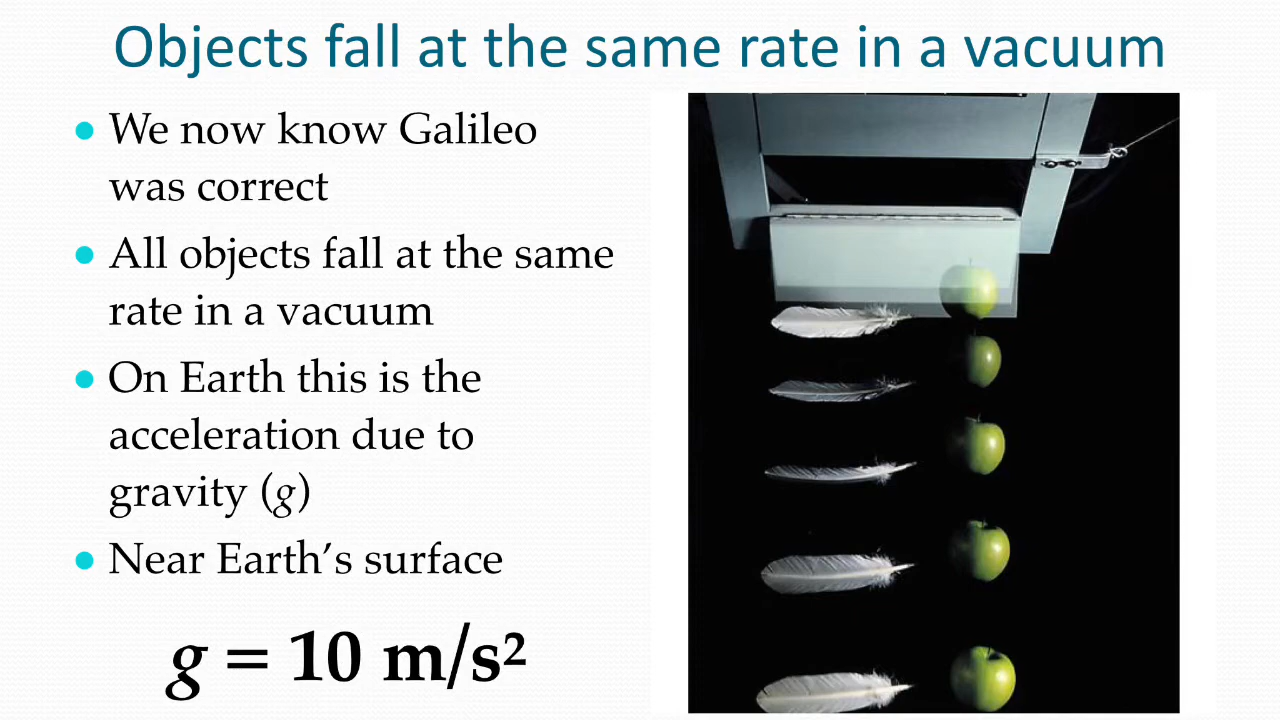 Objects fall at the same rate in a vacuum
We now know Galileo
was correct
All objects fall at the same
rate in a vacuum
On Earth this is the
acceleration due to
gravity (g)
Near Earth’s surface
g = 10 m/s²